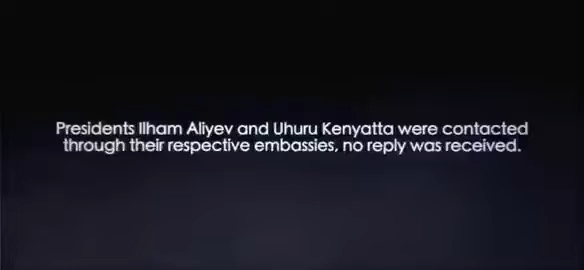 Presidents Ilham Aliyev and Uhuru Kenyatta were contacted
through their respective embassies, no reply was received.